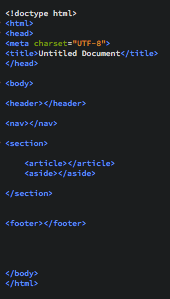 <!doctype html>
<html>
<head>
<meta charset="UTF-8">
<title>Untitled Document</title>
</head>
<body>
<header></header>
<nav></nav>
<section>
<article></article>
<aside></aside>
</section>
<footer></footer>
</body>
</html>